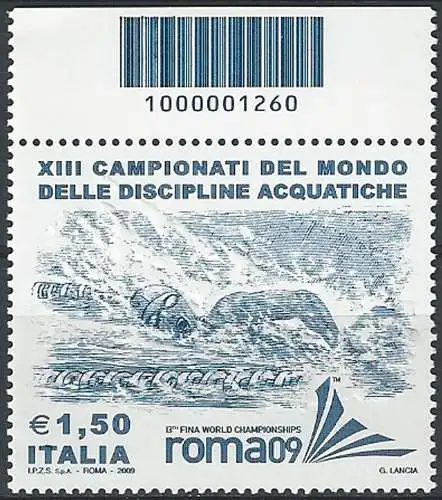 1000001260
XIII CAMPIONATI DEL MONDO
DELLE DISCIPLINE ACQUATICHE
€ 1,50
ITALIA
I.P.Z.S. S.p.A. - ROMA - 2009
13TH FINA WORLD CHAMPIONSHIPS
roma09
TM
G. LANCIA